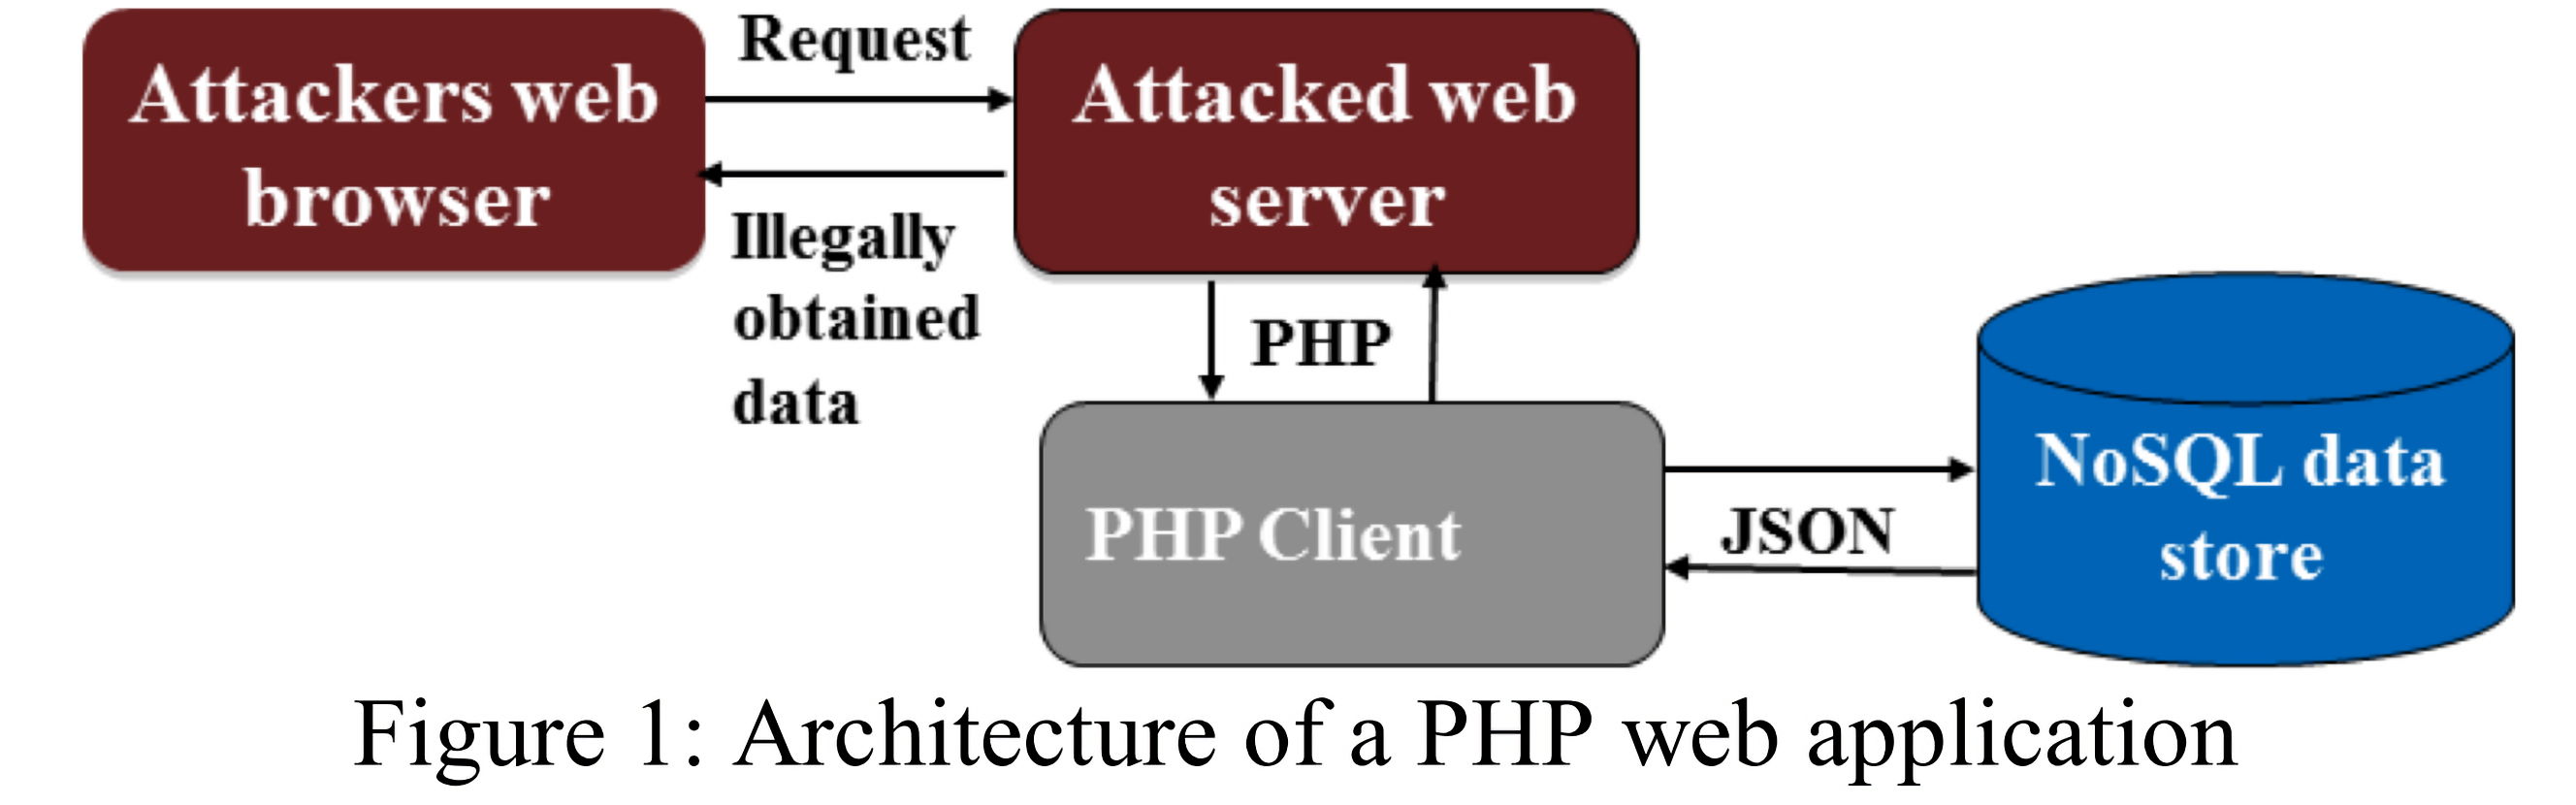 Attackers web
browser
Request
Illegally
obtained
data
Attacked web
server
PHP
PHP Client
JSON
NoSQL data
store
Figure 1: Architecture of a PHP web application